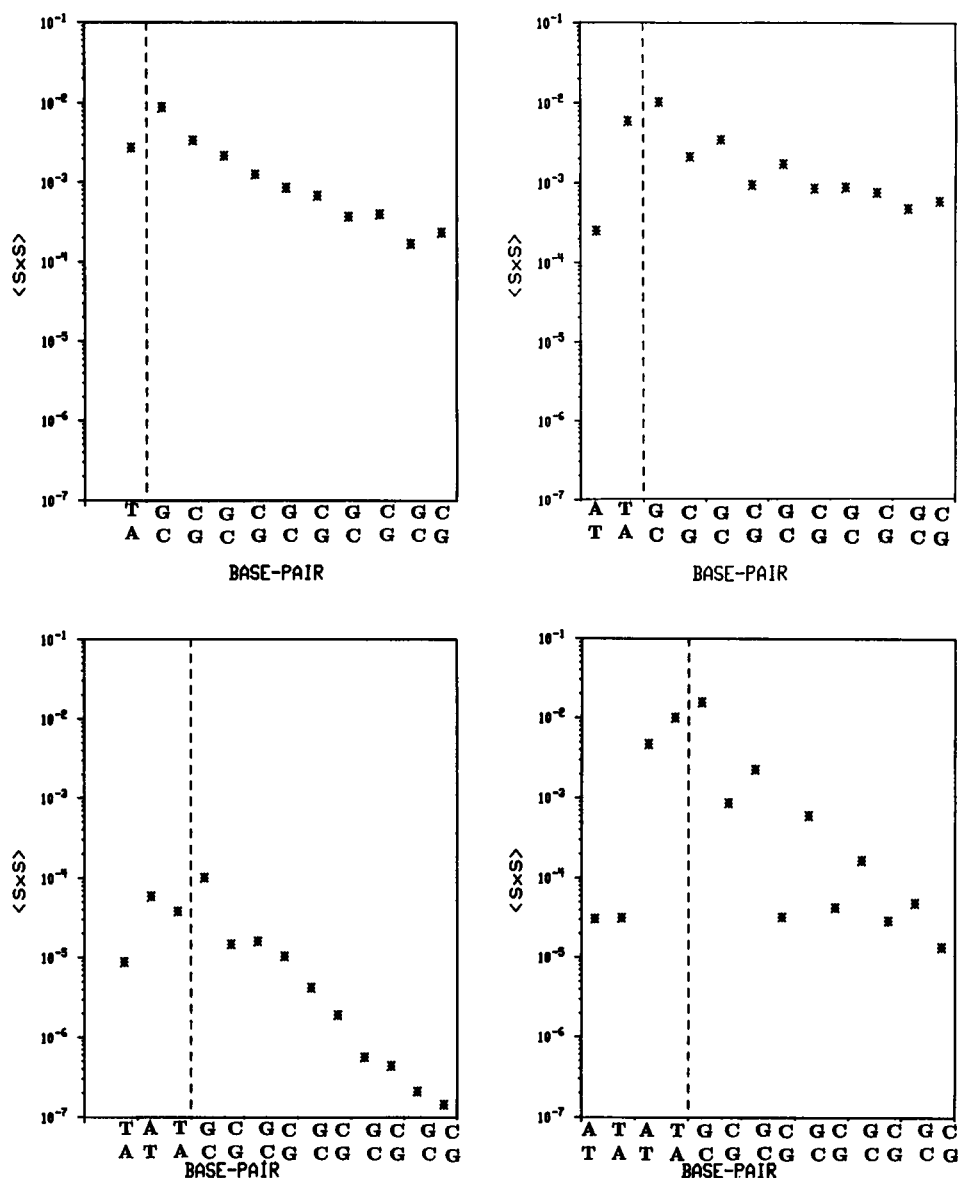 10⁻¹
10⁻²
10⁻³
10⁻⁴
10⁻⁵
10⁻⁶
10⁻⁷
<S×S>
T G C G C G C G C G C
A C G C G C G C G C G
BASE-PAIR
10⁻¹
10⁻²
10⁻³
10⁻⁴
10⁻⁵
10⁻⁶
10⁻⁷
<S×S>
A T G C G C G C G C G C
T A C G C G C G C G C G
BASE-PAIR
10⁻¹
10⁻²
10⁻³
10⁻⁴
10⁻⁵
10⁻⁶
10⁻⁷
<S×S>
T A T G C G C G C G C G C
A T A C G C G C G C G C G
BASE-PAIR
10⁻¹
10⁻²
10⁻³
10⁻⁴
10⁻⁵
10⁻⁶
10⁻⁷
<S×S>
A T A T G C G C G C G C G C
T A T A C G C G C G C G C G
BASE-PAIR